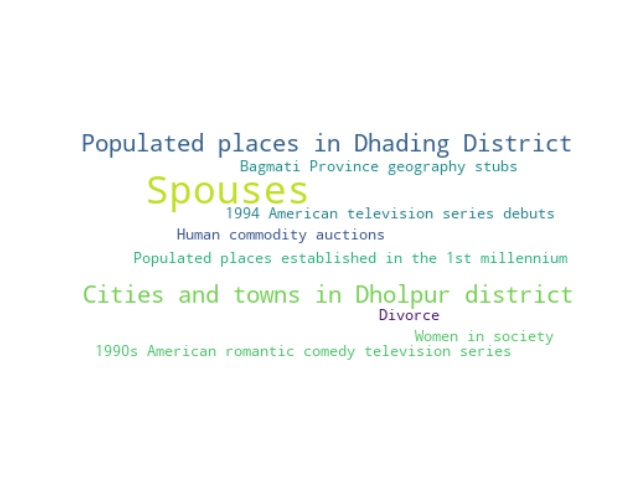 Populated places in Dhading District
Bagmati Province geography stubs
Spouses
1994 American television series debuts
Human commodity auctions
Populated places established in the 1st millennium
Cities and towns in Dholpur district
Divorce
Women in society
1990s American romantic comedy television series